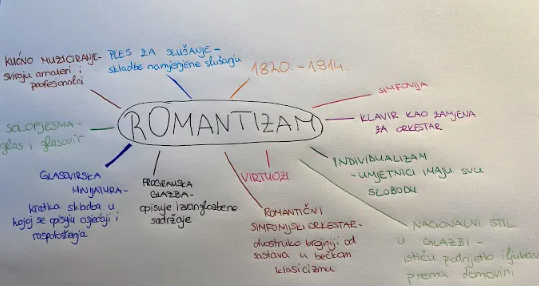 KUĆNO MUZICIRANJE-
sviraju amateri i
profesionalci
PLES ZA SLUŠANJE -
skladbe namijenjene slušanju
1820. - 1914.
SIMFONIJA
KLAVIR KAO ZAMJENA
ZA ORKESTAR
SOLOPJESMA-
glas i glasovir
ROMANTIZAM
INDIVIDUALIZAM
- UMJETNICI IMAJU SVU
SLOBODU
GLASOVIRSKA
MINIJATURA-
kratka skladba u
kojoj se opisuju osjećaji i
raspoloženja
PROGRAMSKA
GLAZBA-
opisuje izvanglazbene
sadržaje
VIRTUOZI
ROMANTIČNI
SIMFONIJSKI ORKESTAR-
dvostruko brojniji od
sastava u bečkom
klasicizmu
NACIONALNI STIL
U GLAZBI -
ističu podrijetlo i ljubav
prema domovini